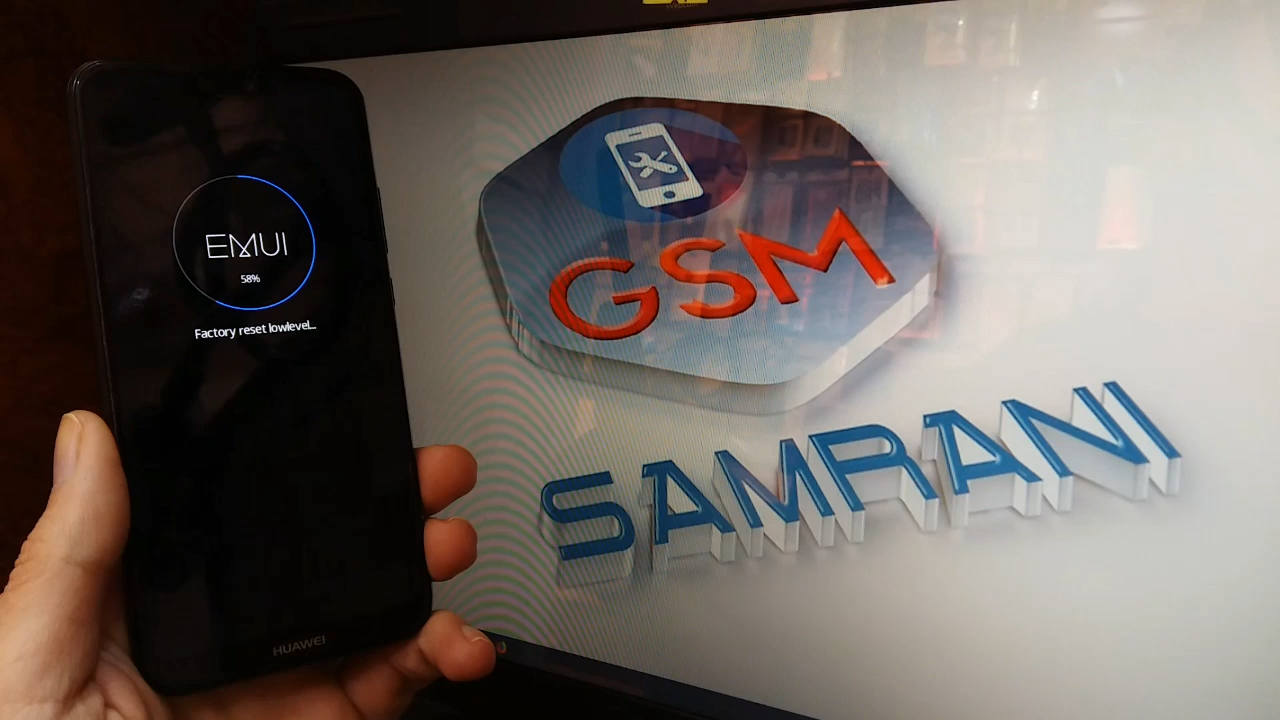 EMUI
58%
Factory reset lowlevel...
HUAWEI
GSM
SAMRANI